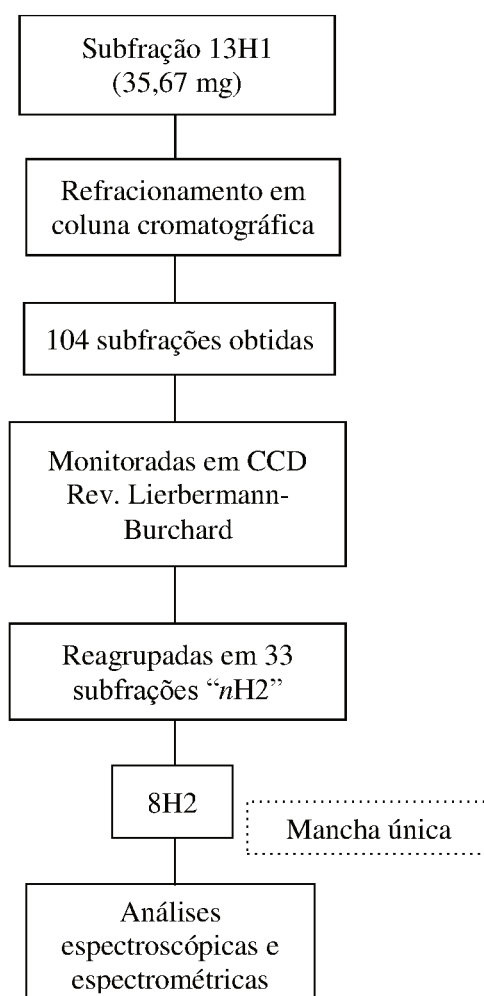 Subfração 13H1
(35,67 mg)
Refracionamento em
coluna cromatográfica
104 subfrações obtidas
Monitoradas em CCD
Rev. Lierbermann-
Burchard
Reagrupadas em 33
subfrações “nH2”
8H2
Mancha única
Análises
espectroscópicas e
espectrométricas